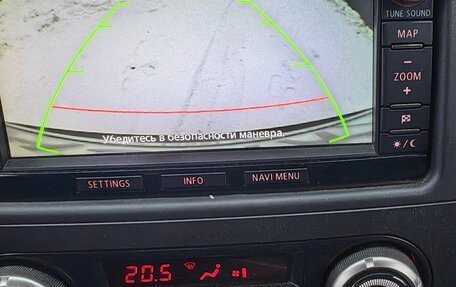 TUNE SOUND
MAP
−
ZOOM
+
Убедитесь в безопасности маневра.
SETTINGS
INFO
NAVI MENU
20.5